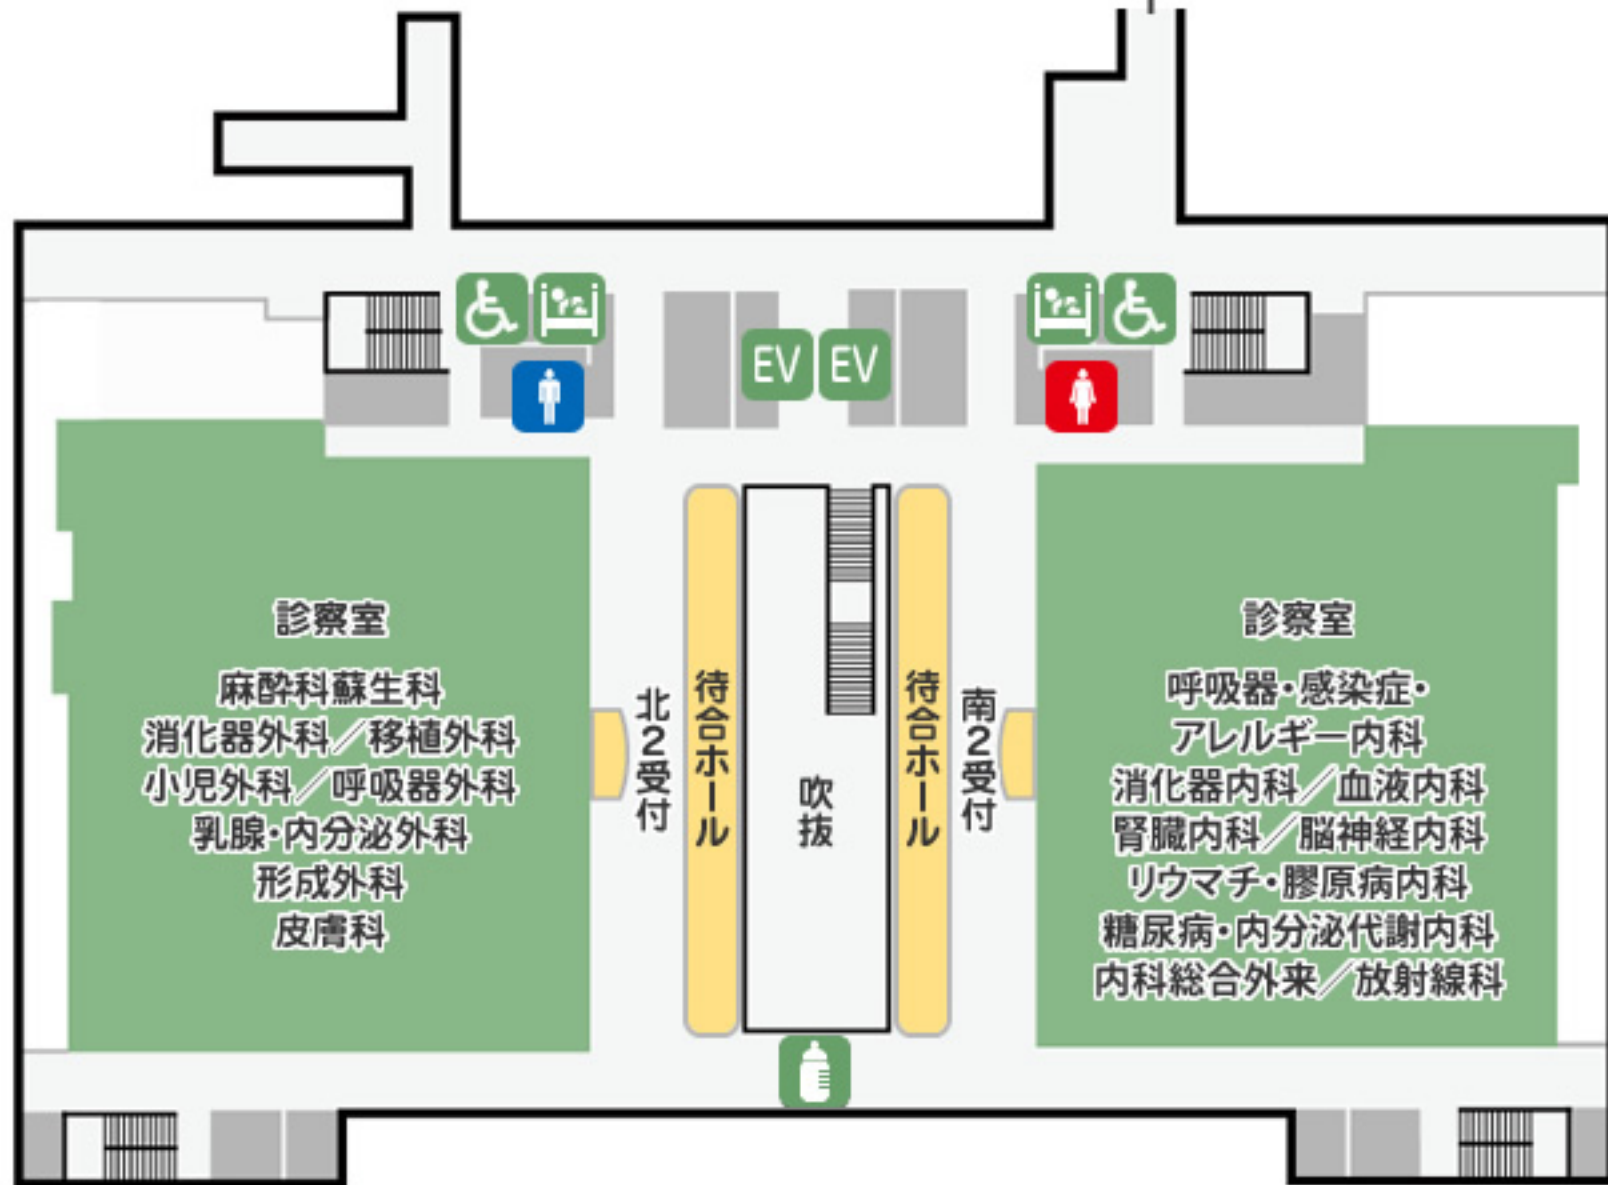 EV
EV
診察室
麻酔科蘇生科
消化器外科／移植外科
小児外科／呼吸器外科
乳腺・内分泌外科
形成外科
皮膚科
北2受付
待合ホール
吹抜
待合ホール
南2受付
診察室
呼吸器・感染症・
アレルギー内科
消化器内科／血液内科
腎臓内科／脳神経内科
リウマチ・膠原病内科
糖尿病・内分泌代謝内科
内科総合外来／放射線科